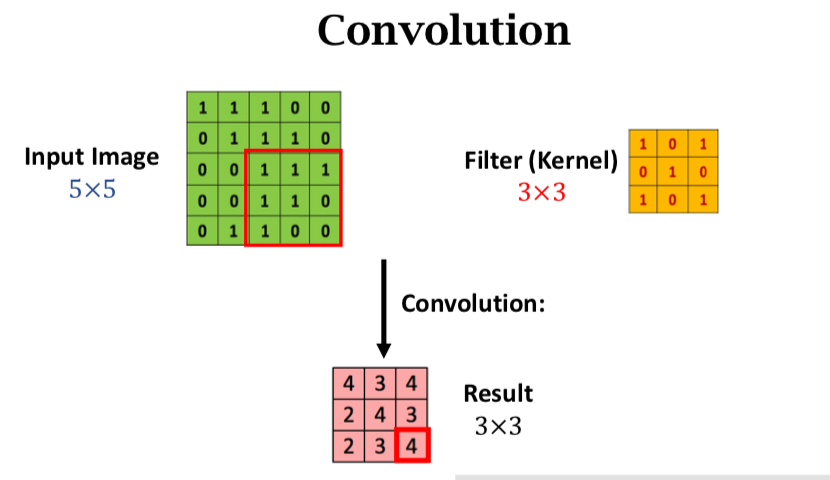 Convolution
1 1 1 0 0
0 1 1 1 0
0 0 1 1 1
0 0 1 1 0
0 1 1 0 0
Input Image
5×5
Filter (Kernel)
3×3
1 0 1
0 1 0
1 0 1
Convolution:
4 3 4
2 4 3
2 3 4
Result
3×3